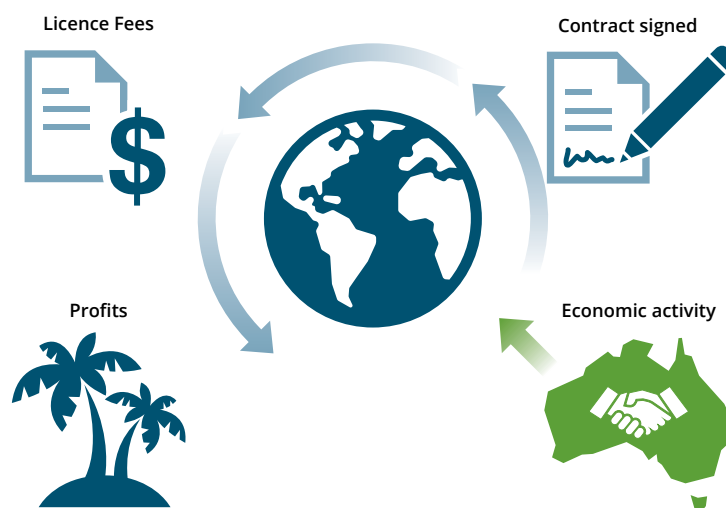 Licence Fees
Contract signed
Profits
Economic activity